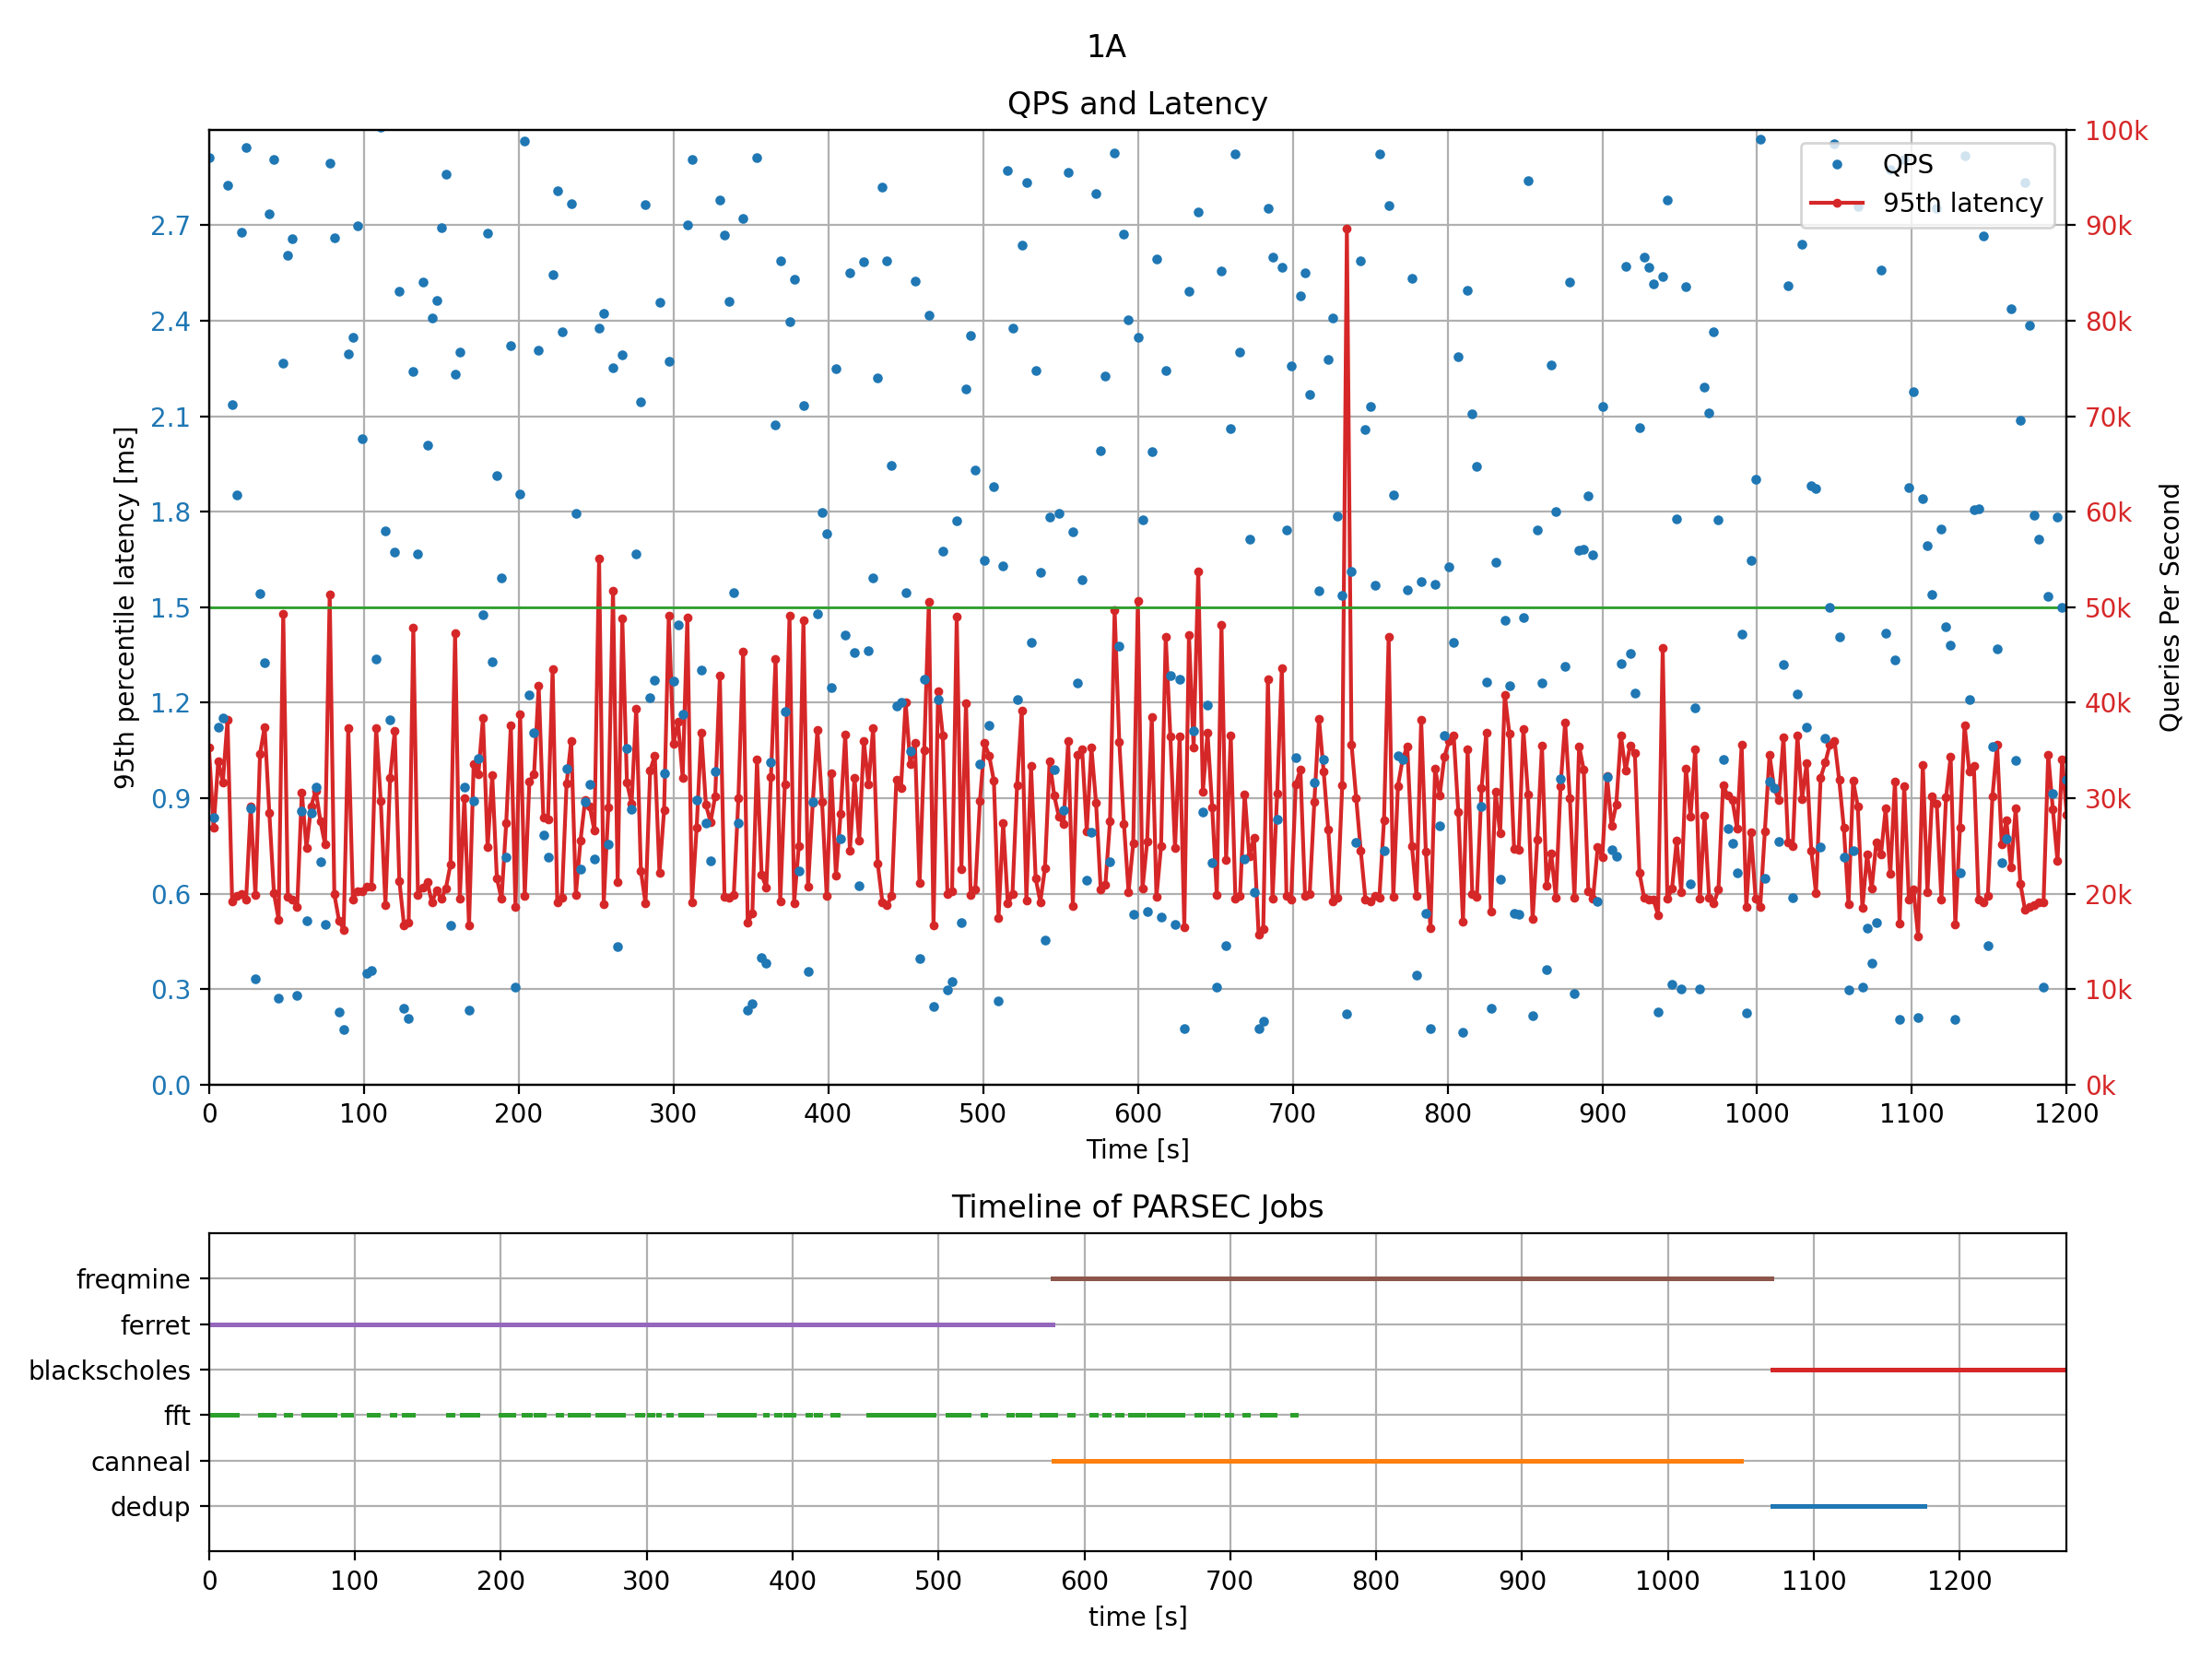 1A
QPS and Latency
95th percentile latency [ms]
2.7
2.4
2.1
1.8
1.5
1.2
0.9
0.6
0.3
0.0
100k
90k
80k
70k
60k
50k
40k
30k
20k
10k
0k
Queries Per Second
QPS
95th latency
0 100 200 300 400 500 600 700 800 900 1000 1100 1200
Time [s]
Timeline of PARSEC Jobs
freqmine
ferret
blackscholes
fft
canneal
dedup
0 100 200 300 400 500 600 700 800 900 1000 1100 1200
time [s]